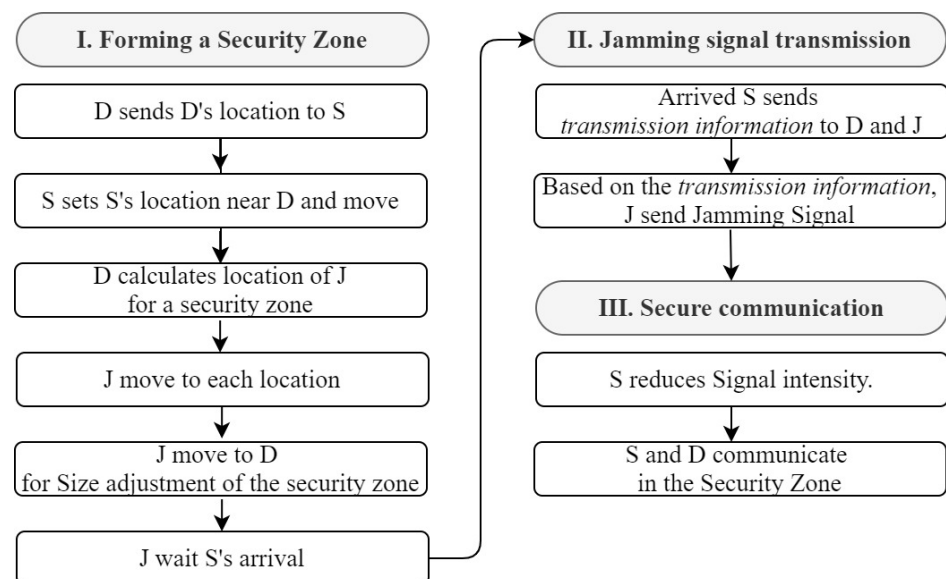 I. Forming a Security Zone
D sends D's location to S
S sets S's location near D and move
D calculates location of J
for a security zone
J move to each location
J move to D
for Size adjustment of the security zone
J wait S's arrival
II. Jamming signal transmission
Arrived S sends
transmission information to D and J
Based on the transmission information,
J send Jamming Signal
III. Secure communication
S reduces Signal intensity.
S and D communicate
in the Security Zone